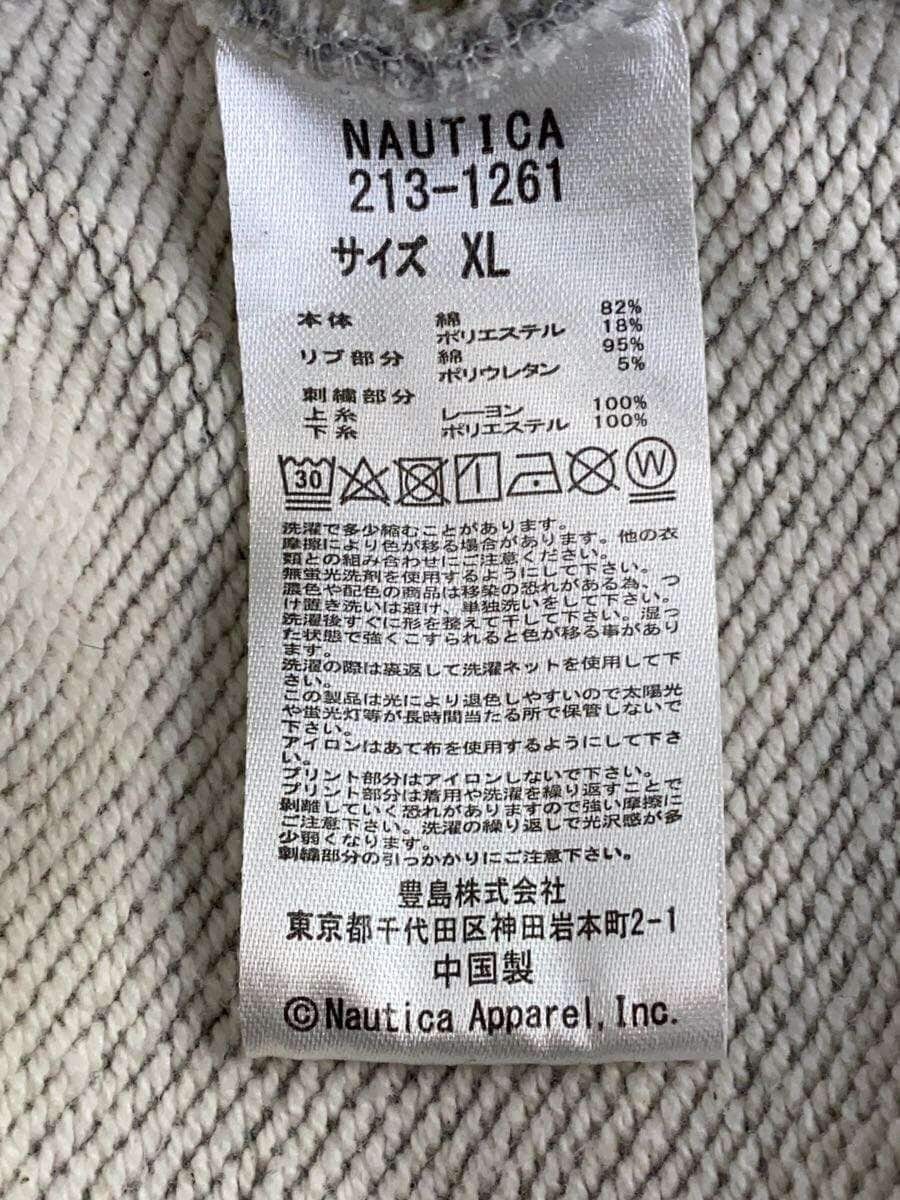 NAUTICA
213-1261
サイズ XL
本体 綿 82%
ポリエステル 18%
リブ部分 綿 95%
ポリウレタン 5%
刺繍部分
上糸 レーヨン 100%
下糸 ポリエステル 100%
30 W
洗濯で多少縮むことがあります。
摩擦により色が移る場合があります。他の衣
類との組み合わせにご注意ください。
無蛍光洗剤を使用するようにして下さい。
濃色や配色の商品は移染の恐れがある為、つ
け置き洗いは避け、単独洗いをして下さい。
洗濯後すぐに形を整えて干して下さい。湿っ
た状態で強くこすられると色が移る事があり
ます。
洗濯の際は裏返して洗濯ネットを使用して下
さい。
この製品は光により退色しやすいので太陽光
や蛍光灯等が長時間当たる所で保管しないで
下さい。
アイロンはあて布を使用するようにして下さ
い。
プリント部分はアイロンしないで下さい。
プリント部分は着用や洗濯を繰り返すことで
剥離していく恐れがありますので強い摩擦に
ご注意下さい。洗濯の繰り返しで光沢感が多
少弱くなります。
刺繍部分の引っかかりにご注意下さい。
豊島株式会社
東京都千代田区神田岩本町2-1
中国製
©Nautica Apparel, Inc.